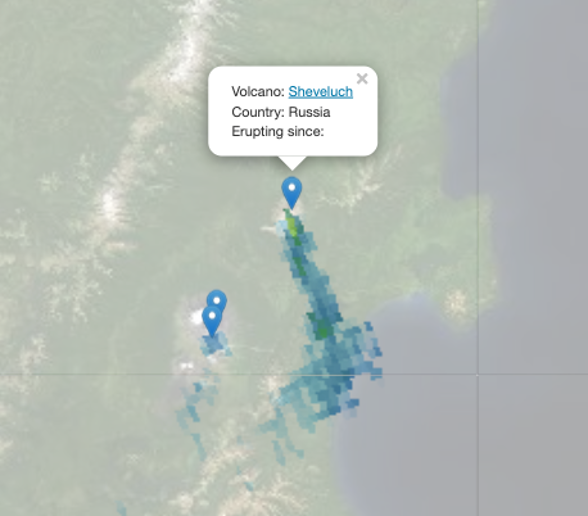 ×
Volcano: Sheveluch
Country: Russia
Erupting since: